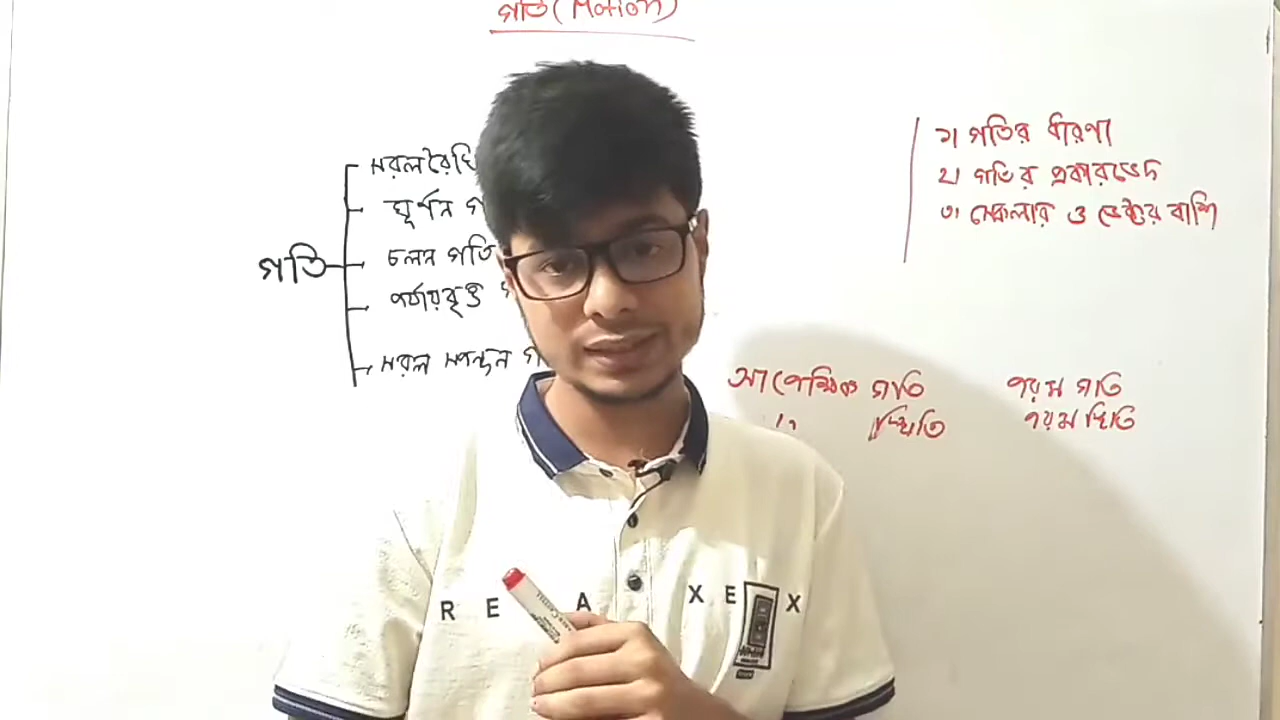 গতি (Motion)
সরলরৈখি
ঘূর্ণন গ
চলন গতি
পর্যায়বৃত্ত
সরল স্পন্দন গ
গতি
১। গতির ধারণা
২। গতির প্রকারভেদ
৩। স্কেলার ও ভেক্টর রাশি
আপেক্ষিক গতি পরম গতি
" স্থিতি পরম স্থিতি
R E A X E X